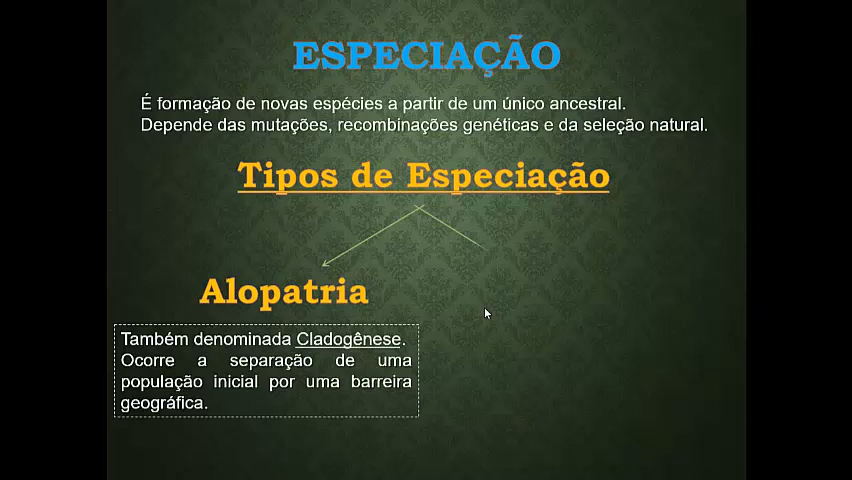 ESPECIAÇÃO
É formação de novas espécies a partir de um único ancestral.
Depende das mutações, recombinações genéticas e da seleção natural.
Tipos de Especiação
Alopatria
Também denominada Cladogênese.
Ocorre a separação de uma
população inicial por uma barreira
geográfica.